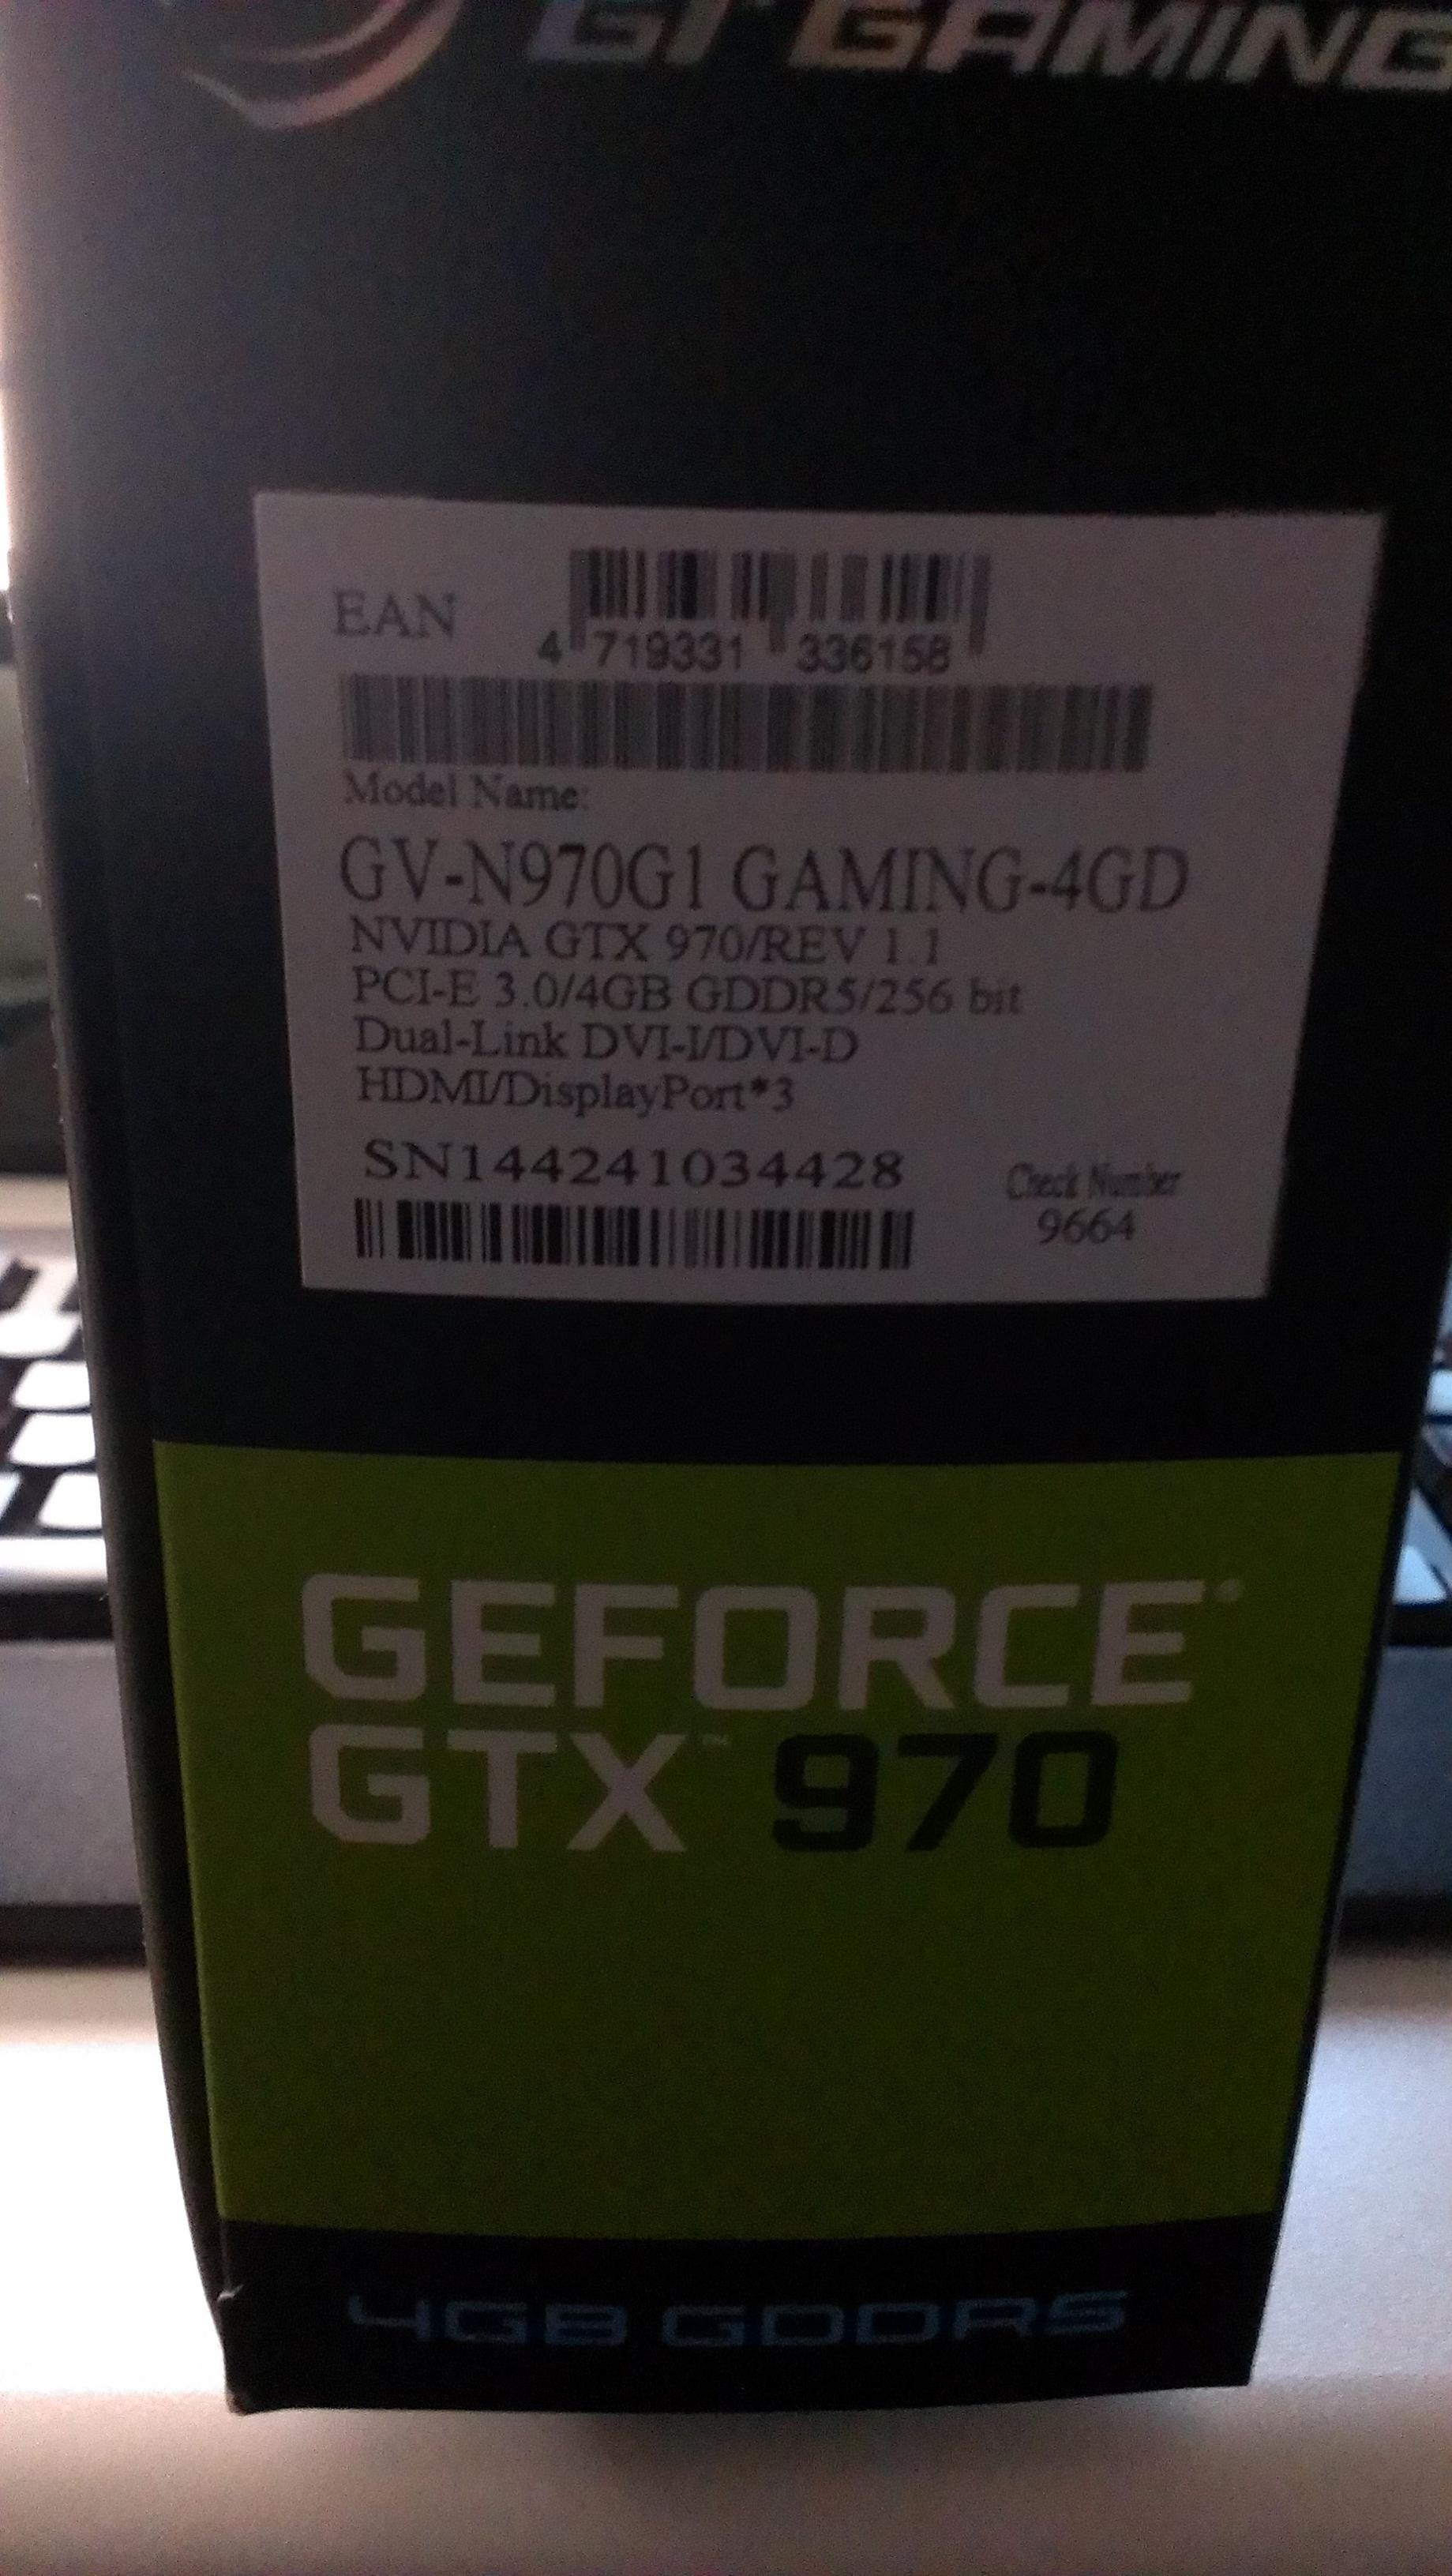 G1 GAMING
EAN
4 719331 336158
Model Name:
GV-N970G1 GAMING-4GD
NVIDIA GTX 970/REV 1.1
PCI-E 3.0/4GB GDDR5/256 bit
Dual-Link DVI-I/DVI-D
HDMI/DisplayPort*3
SN144241034428
Check Number
9664
GEFORCE®
GTX™ 970
4GB GDDR5